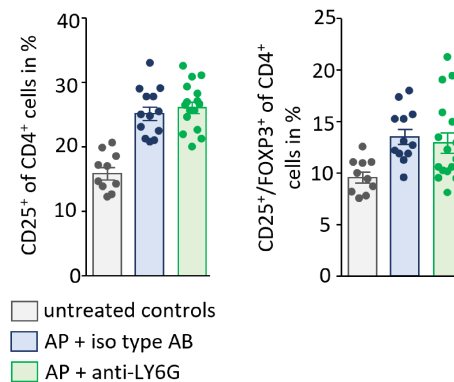 CD25⁺ of CD4⁺ cells in %
40
30
20
10
0
CD25⁺/FOXP3⁺ of CD4⁺
cells in %
25
20
15
10
5
0
untreated controls
AP + iso type AB
AP + anti-LY6G